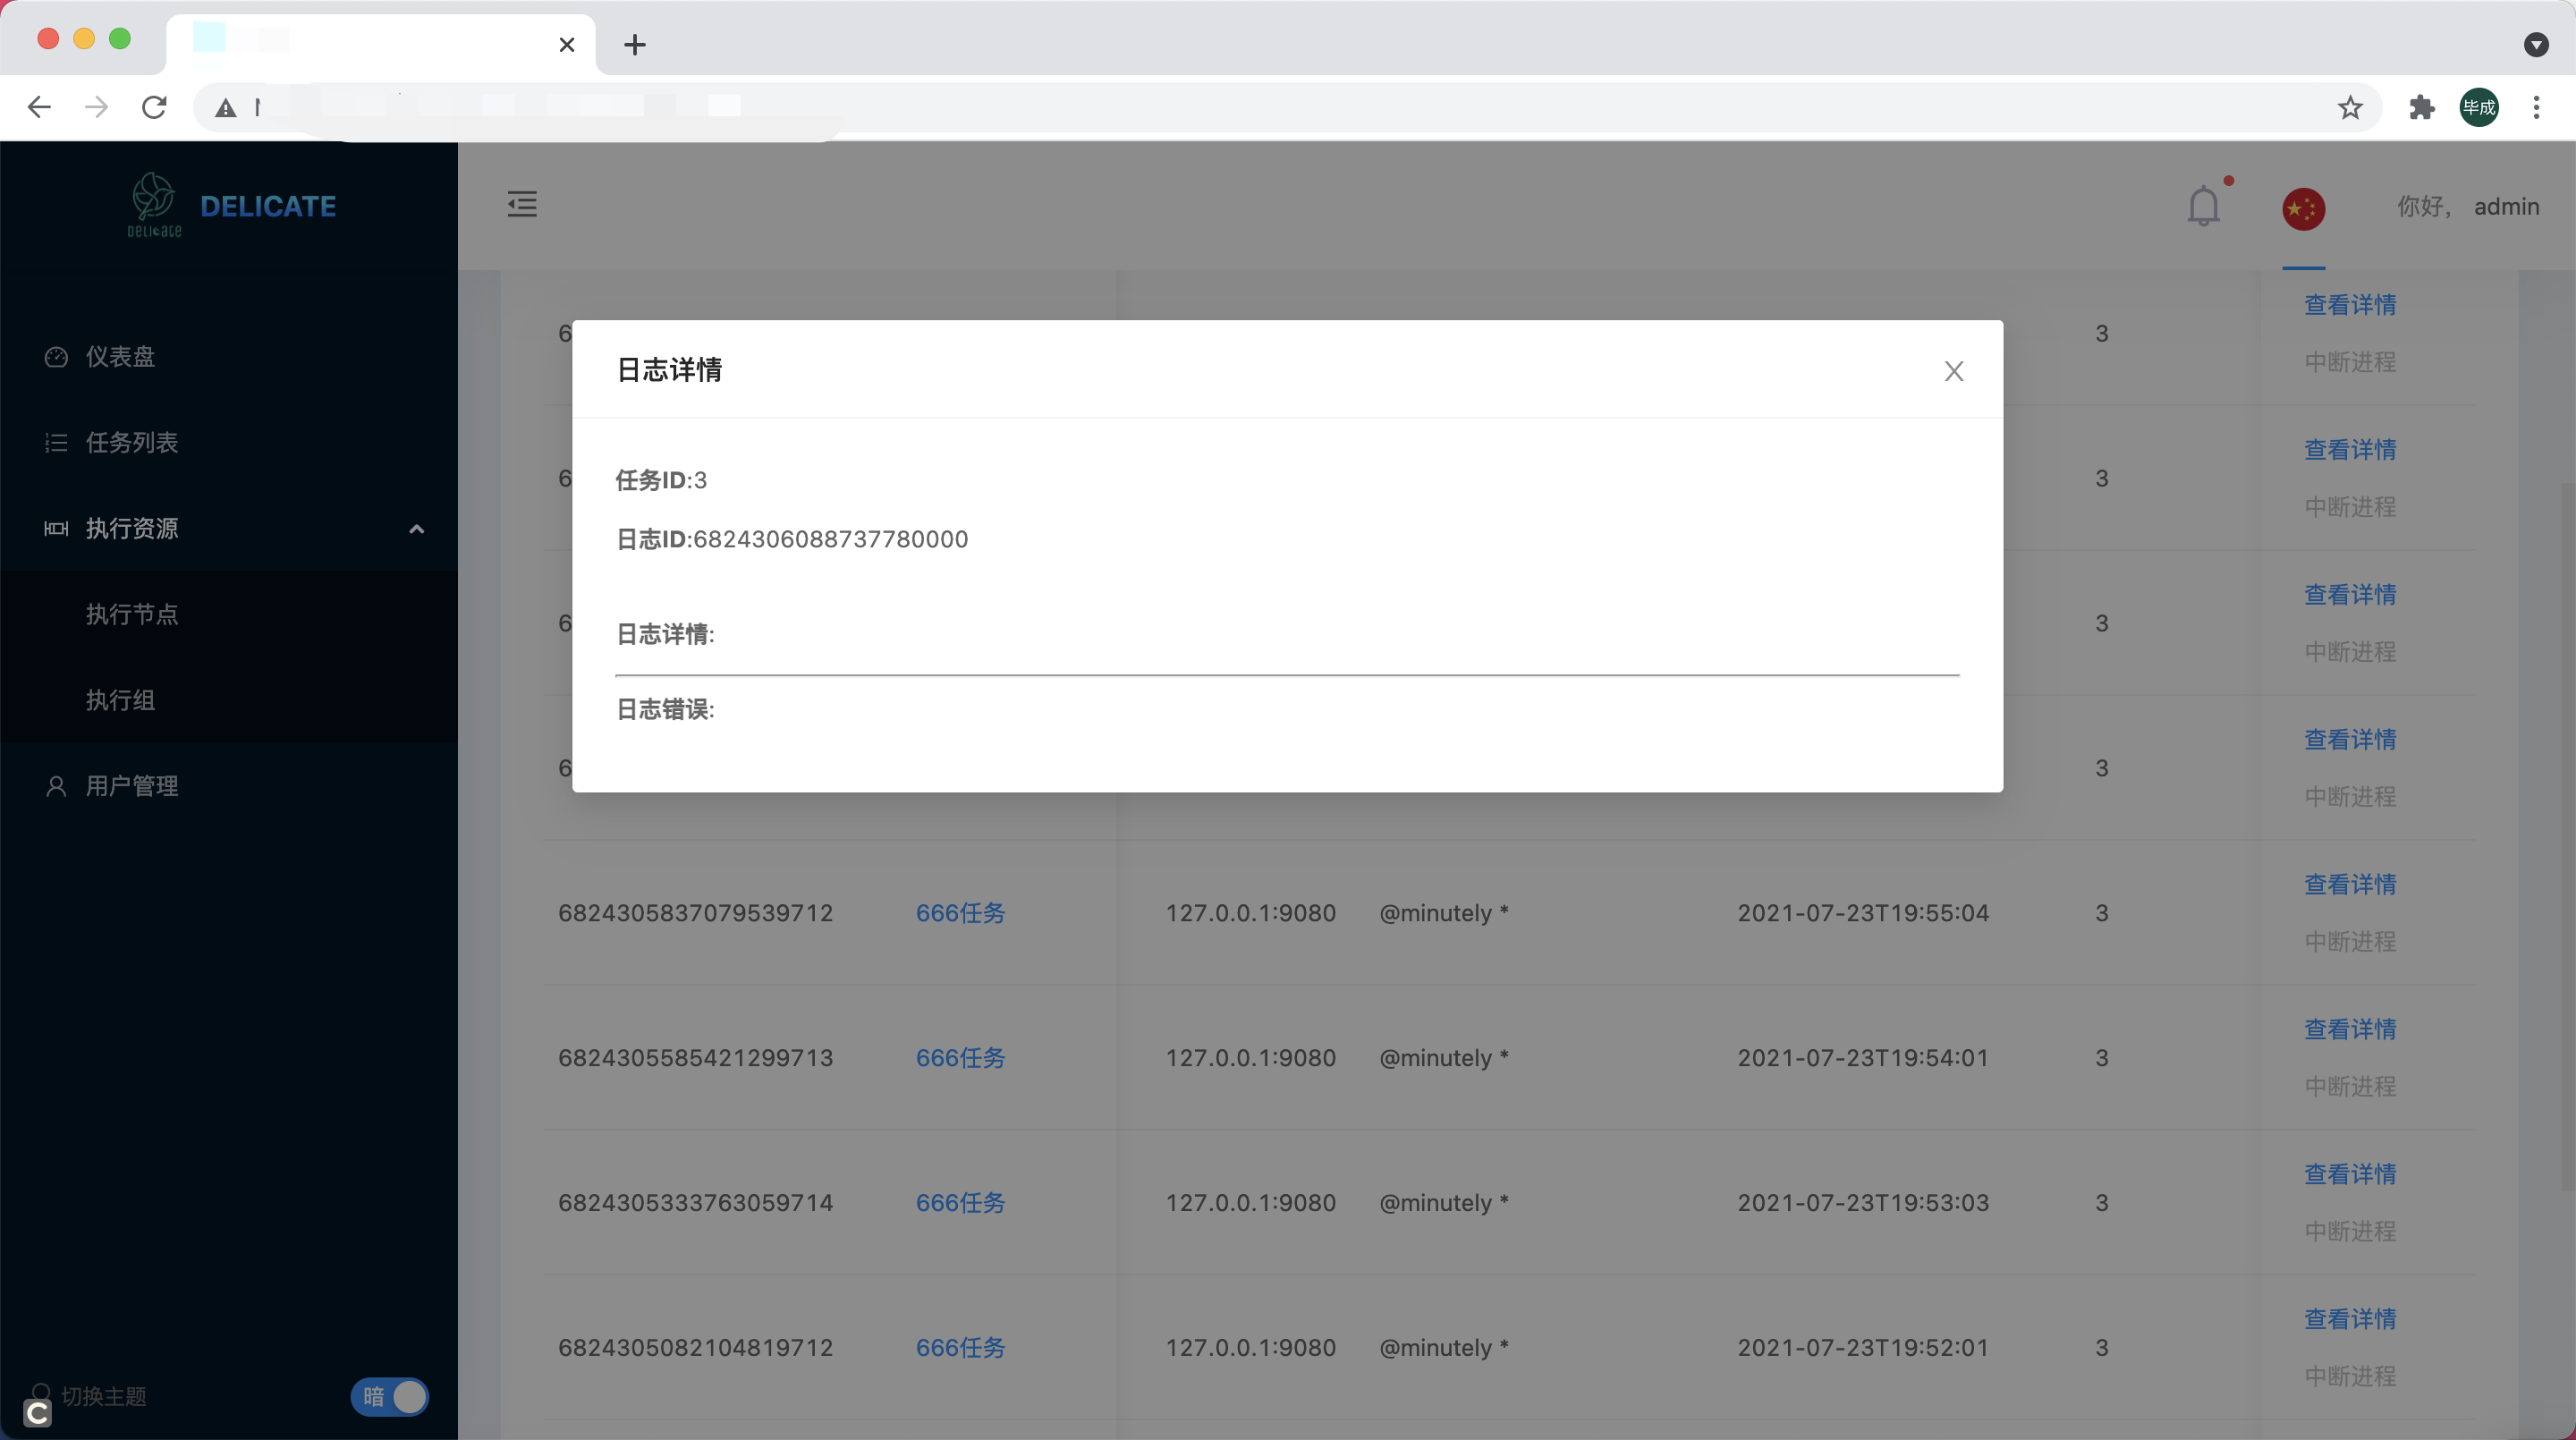 毕成
DELICATE
DELICATE
你好， admin
仪表盘
任务列表
执行资源
执行节点
执行组
用户管理
切换主题
暗
日志详情
任务ID:3
日志ID:6824306088737780000
日志详情:
日志错误:
3
查看详情
中断进程
3
查看详情
中断进程
3
查看详情
中断进程
3
查看详情
中断进程
6824305837079539712 666任务 127.0.0.1:9080 @minutely * 2021-07-23T19:55:04 3
查看详情
中断进程
6824305585421299713 666任务 127.0.0.1:9080 @minutely * 2021-07-23T19:54:01 3
查看详情
中断进程
6824305333763059714 666任务 127.0.0.1:9080 @minutely * 2021-07-23T19:53:03 3
查看详情
中断进程
6824305082104819712 666任务 127.0.0.1:9080 @minutely * 2021-07-23T19:52:01 3
查看详情
中断进程